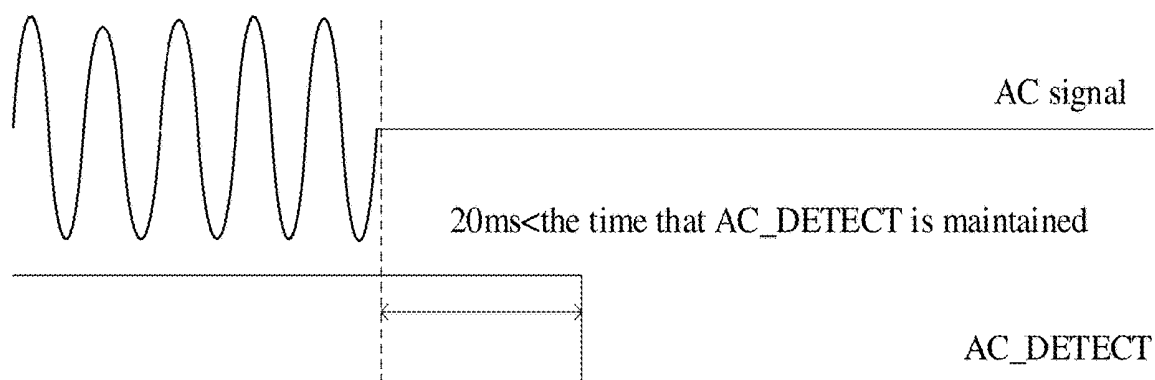 AC signal
20ms<the time that AC_DETECT is maintained
AC_DETECT